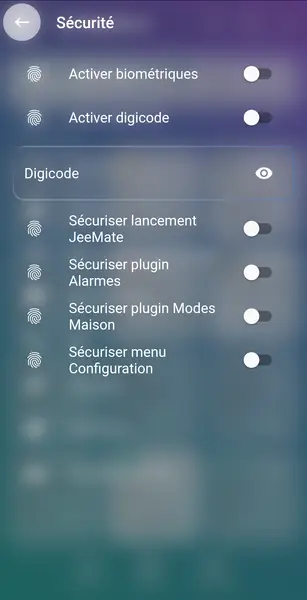 Sécurité
Activer biométriques
Activer digicode
Digicode
Sécuriser lancement
JeeMate
Sécuriser plugin
Alarmes
Sécuriser plugin Modes
Maison
Sécuriser menu
Configuration